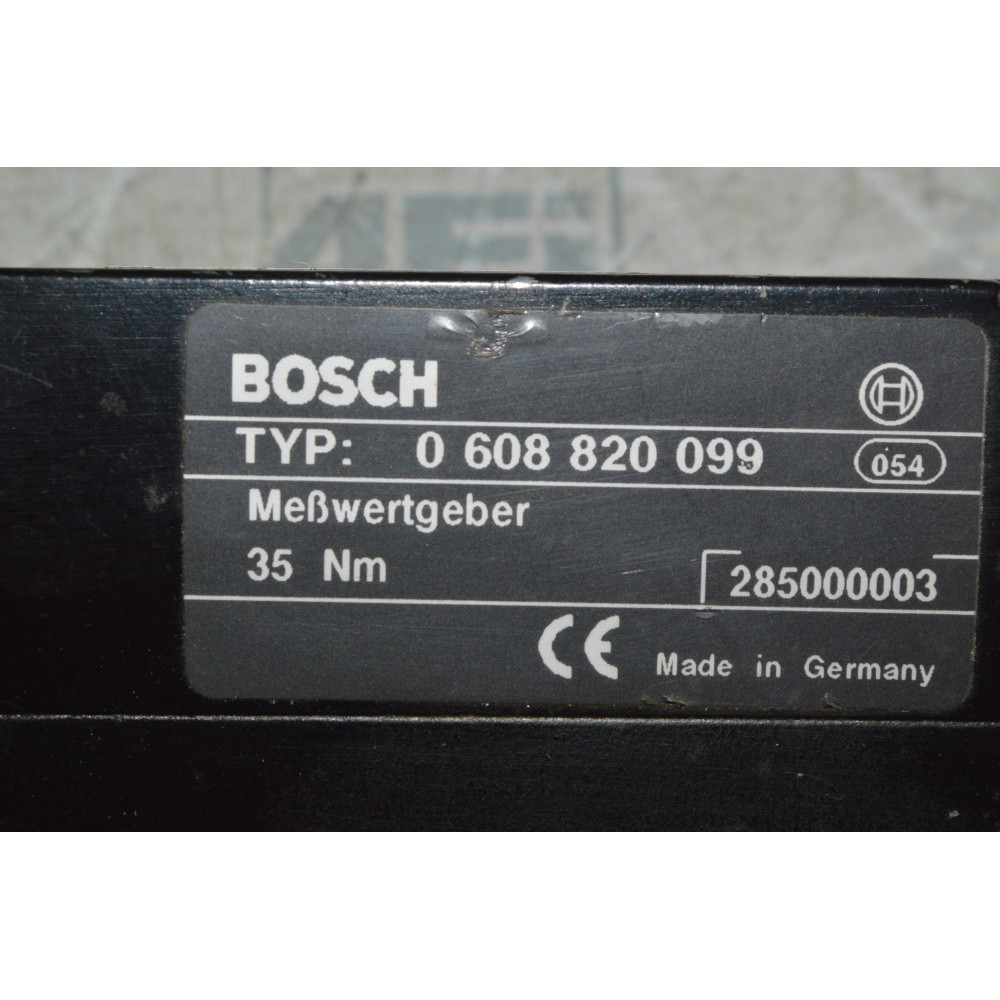 BOSCH
TYP: 0 608 820 099 054
Meßwertgeber
35 Nm 285000003
CE Made in Germany